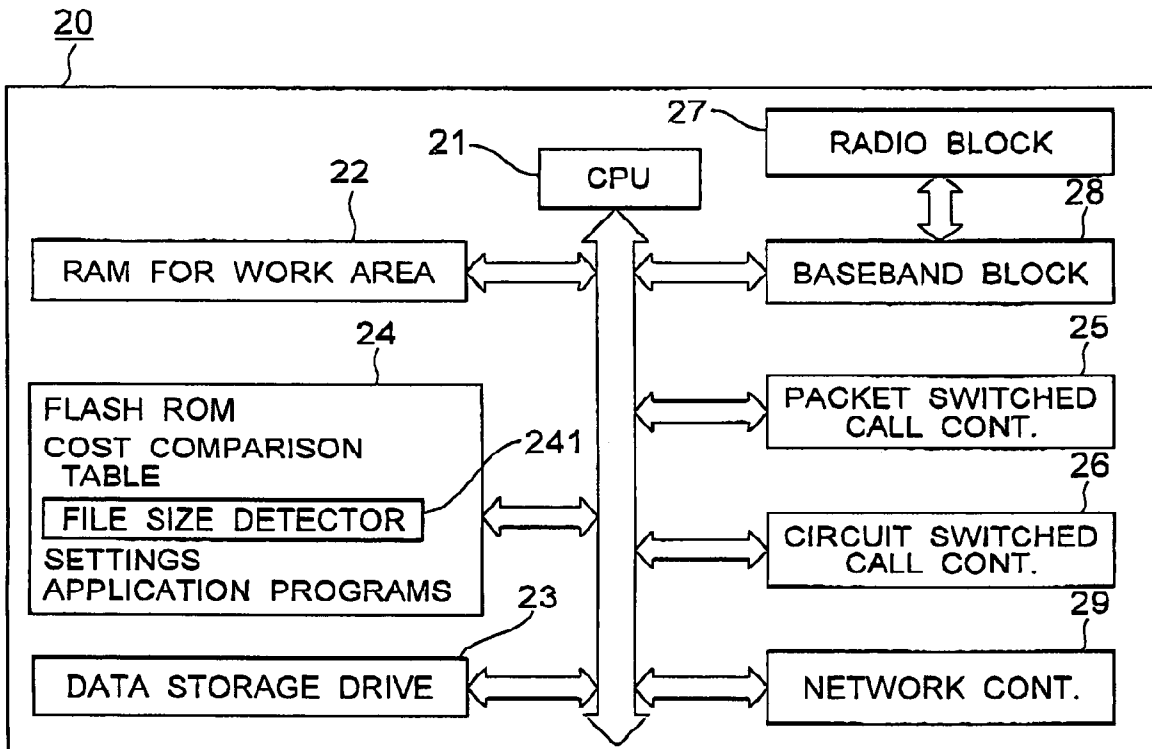 20
27
RADIO BLOCK
21
CPU
22
28
RAM FOR WORK AREA
BASEBAND BLOCK
24
25
FLASH ROM
COST COMPARISON
TABLE
241
FILE SIZE DETECTOR
SETTINGS
APPLICATION PROGRAMS
PACKET SWITCHED
CALL CONT.
26
CIRCUIT SWITCHED
CALL CONT.
23
29
DATA STORAGE DRIVE
NETWORK CONT.